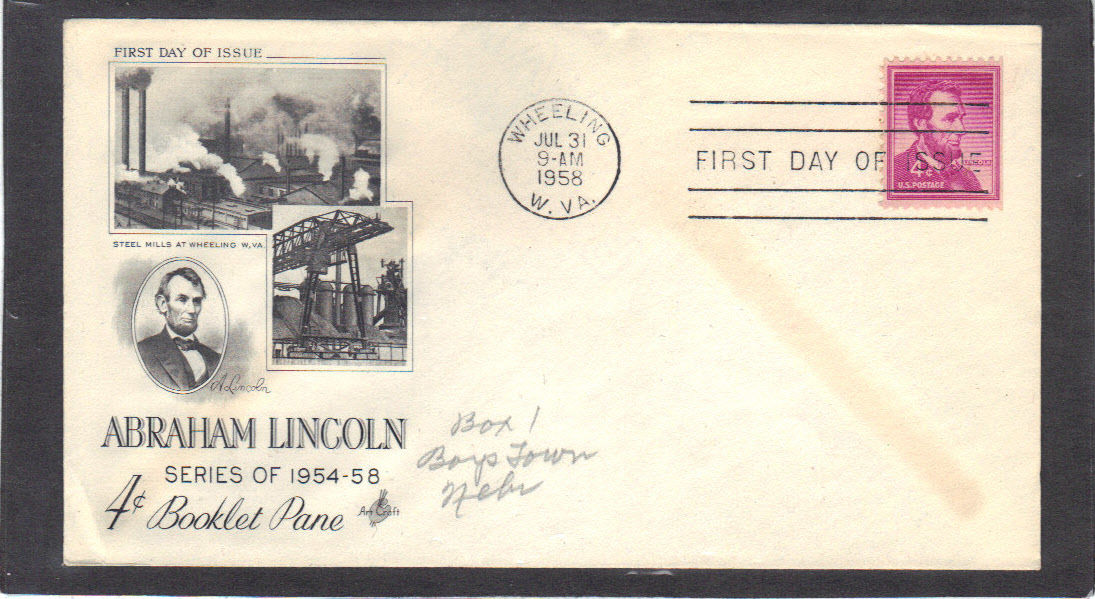 FIRST DAY OF ISSUE
STEEL MILLS AT WHEELING W.VA.
A Lincoln
ABRAHAM LINCOLN
SERIES OF 1954-58
4¢ Booklet Pane
Art Craft
WHEELING
JUL 31
9-AM
1958
W. VA.
FIRST DAY OF ISSUE
LINCOLN
4¢
U.S. POSTAGE
Box 1
Boys Town
Nebr